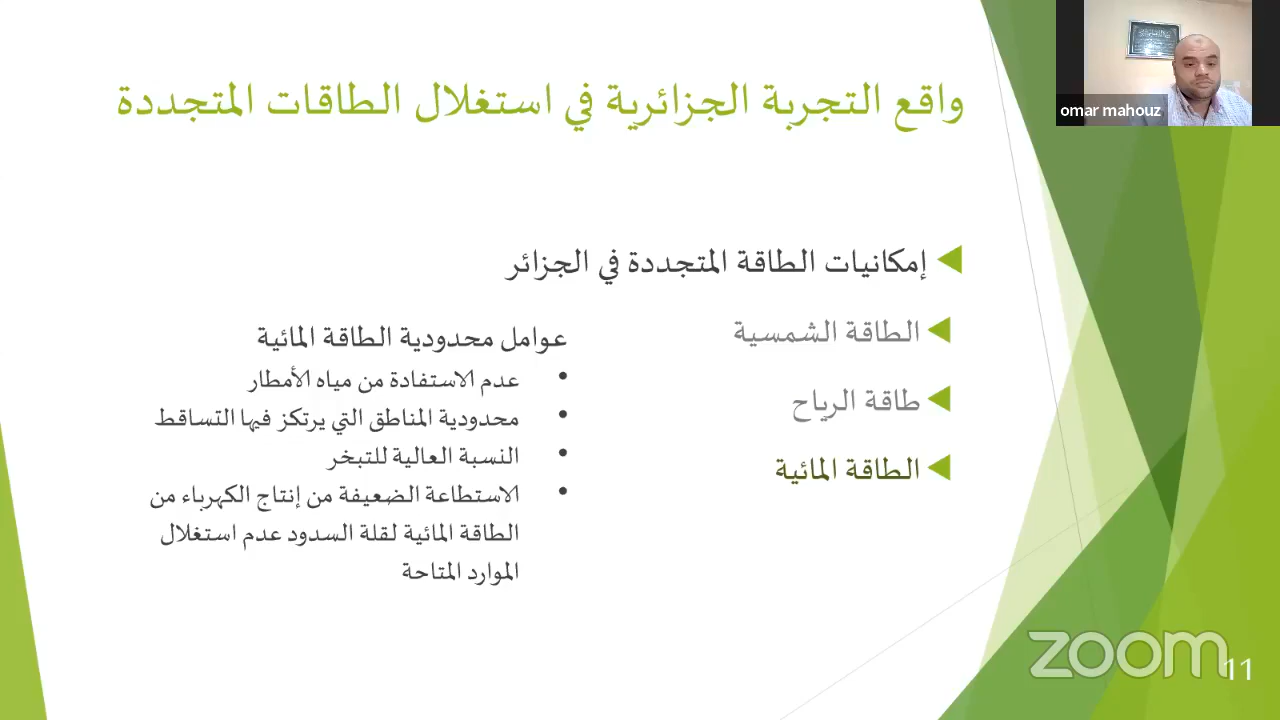 واقع التجربة الجزائرية في استغلال الطاقات المتجددة
omar mahouz
إمكانيات الطاقة المتجددة في الجزائر
الطاقة الشمسية
طاقة الرياح
الطاقة المائية
عوامل محدودية الطاقة المائية
• عدم الاستفادة من مياه الأمطار
• محدودية المناطق التي يرتكز فيها التساقط
• النسبة العالية للتبخر
• الاستطاعة الضعيفة من إنتاج الكهرباء من
الطاقة المائية لقلة السدود عدم استغلال
الموارد المتاحة
zoom
11